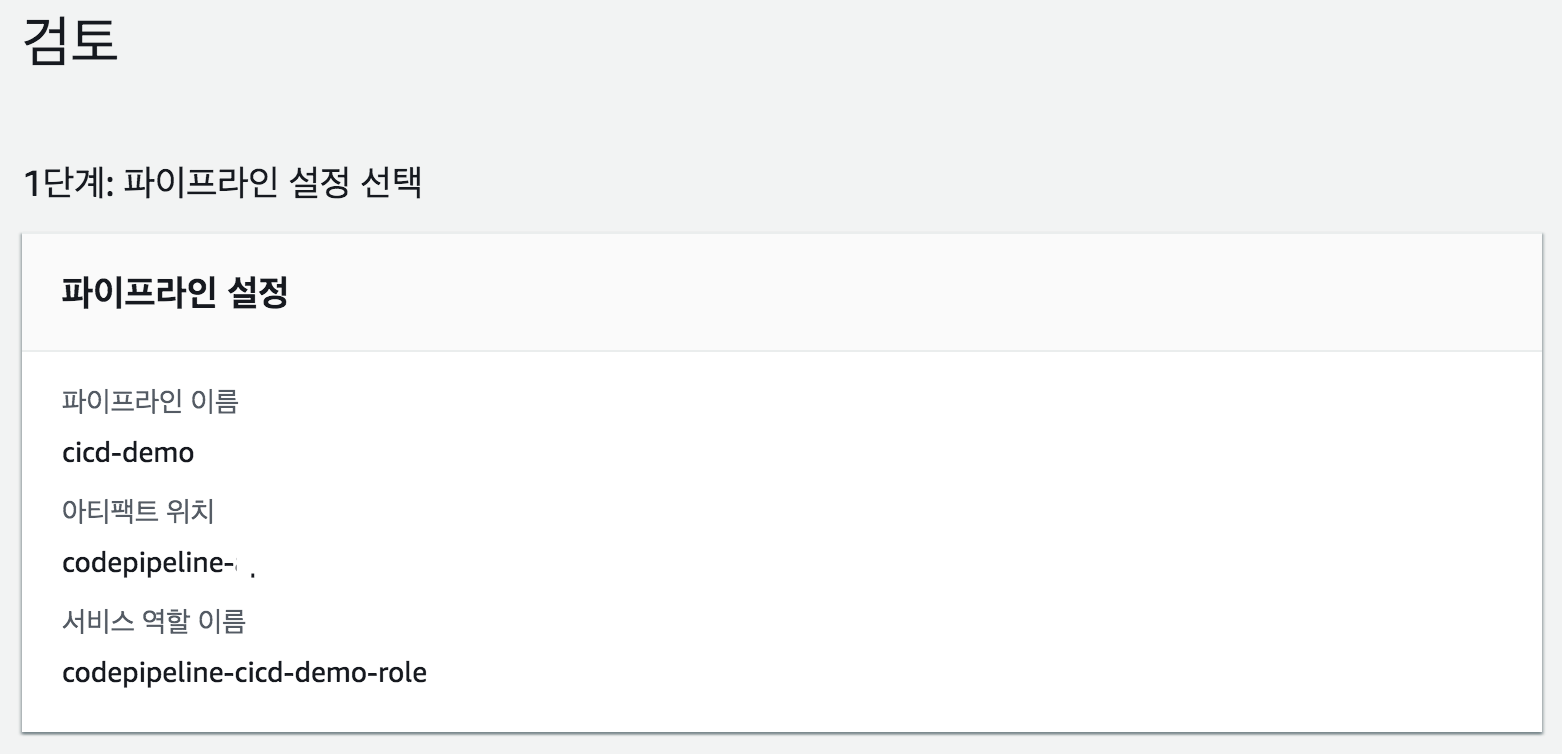 검토
1단계: 파이프라인 설정 선택
파이프라인 설정
파이프라인 이름
cicd-demo
아티팩트 위치
codepipeline-
서비스 역할 이름
codepipeline-cicd-demo-role